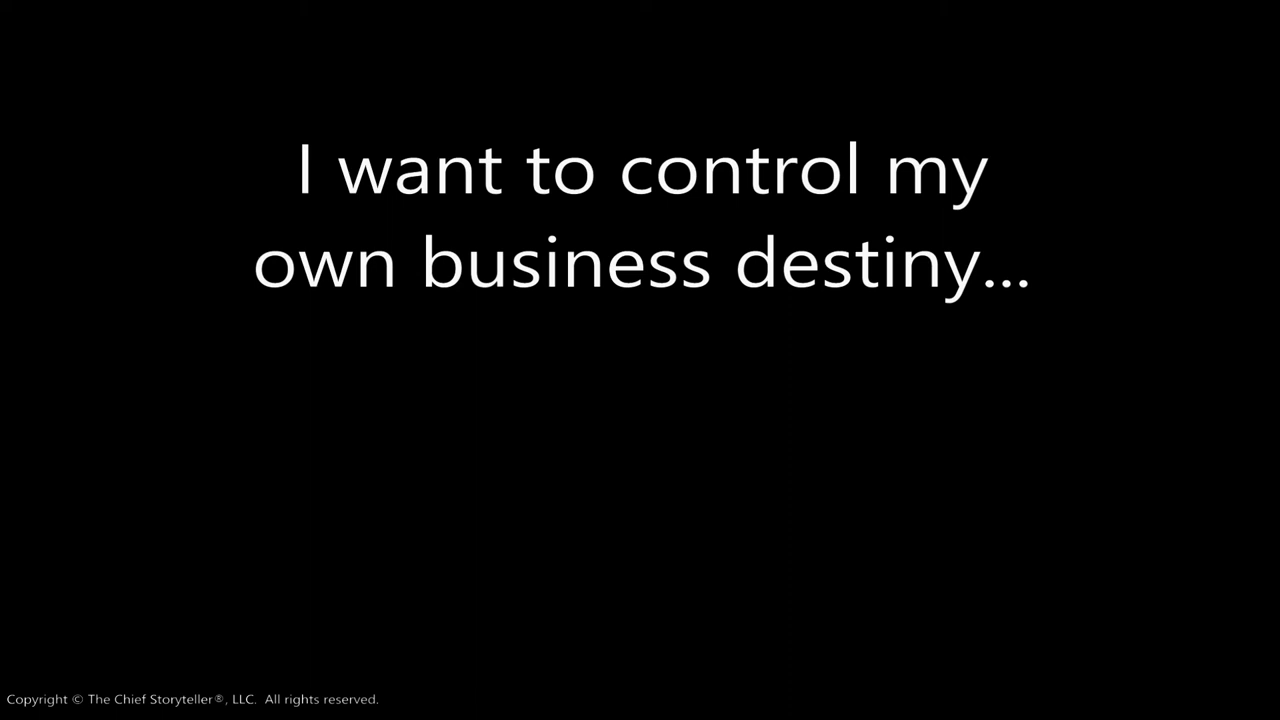 I want to control my
own business destiny...
Copyright © The Chief Storyteller®, LLC.  All rights reserved.